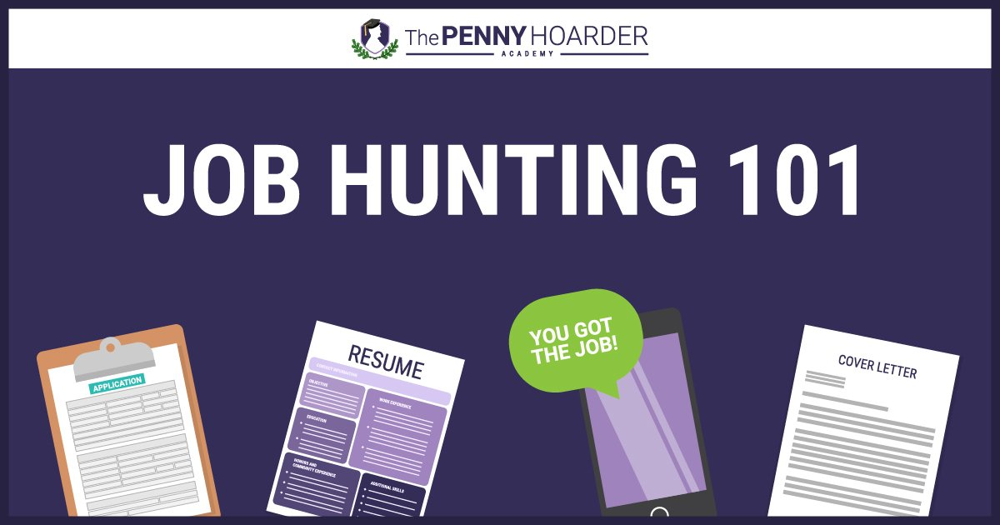 The PENNY HOARDER
ACADEMY
JOB HUNTING 101
APPLICATION
RESUME
CONTACT INFORMATION
OBJECTIVE
EDUCATION
HONORS AND
COMMUNITY EXPERIENCE
WORK EXPERIENCE
ADDITIONAL SKILLS
YOU GOT
THE JOB!
COVER LETTER